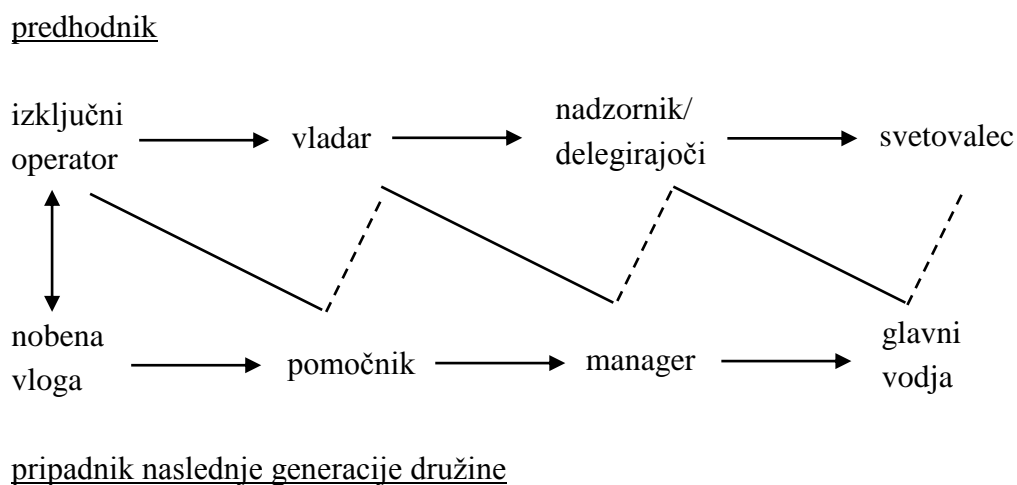 predhodnik
izključni
operator
vladar
nadzornik/
delegirajoči
svetovalec
nobena
vloga
pomočnik
manager
glavni
vodja
pripadnik naslednje generacije družine